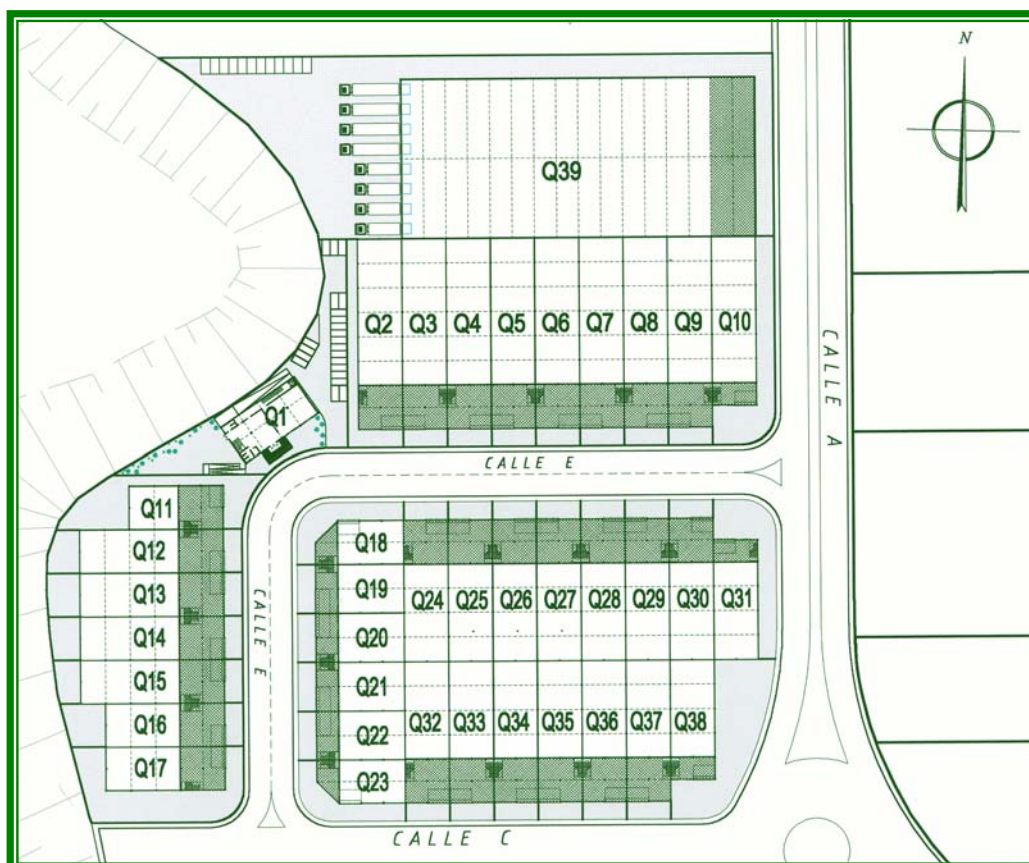 N
Q39
Q2 Q3 Q4 Q5 Q6 Q7 Q8 Q9 Q10
CALLE A
Q1
CALLE E
Q11
Q12
Q13
Q14
Q15
Q16
Q17
CALLE E
Q18
Q19
Q20
Q21
Q22
Q23
Q24 Q25 Q26 Q27 Q28 Q29 Q30 Q31
Q32 Q33 Q34 Q35 Q36 Q37 Q38
CALLE C